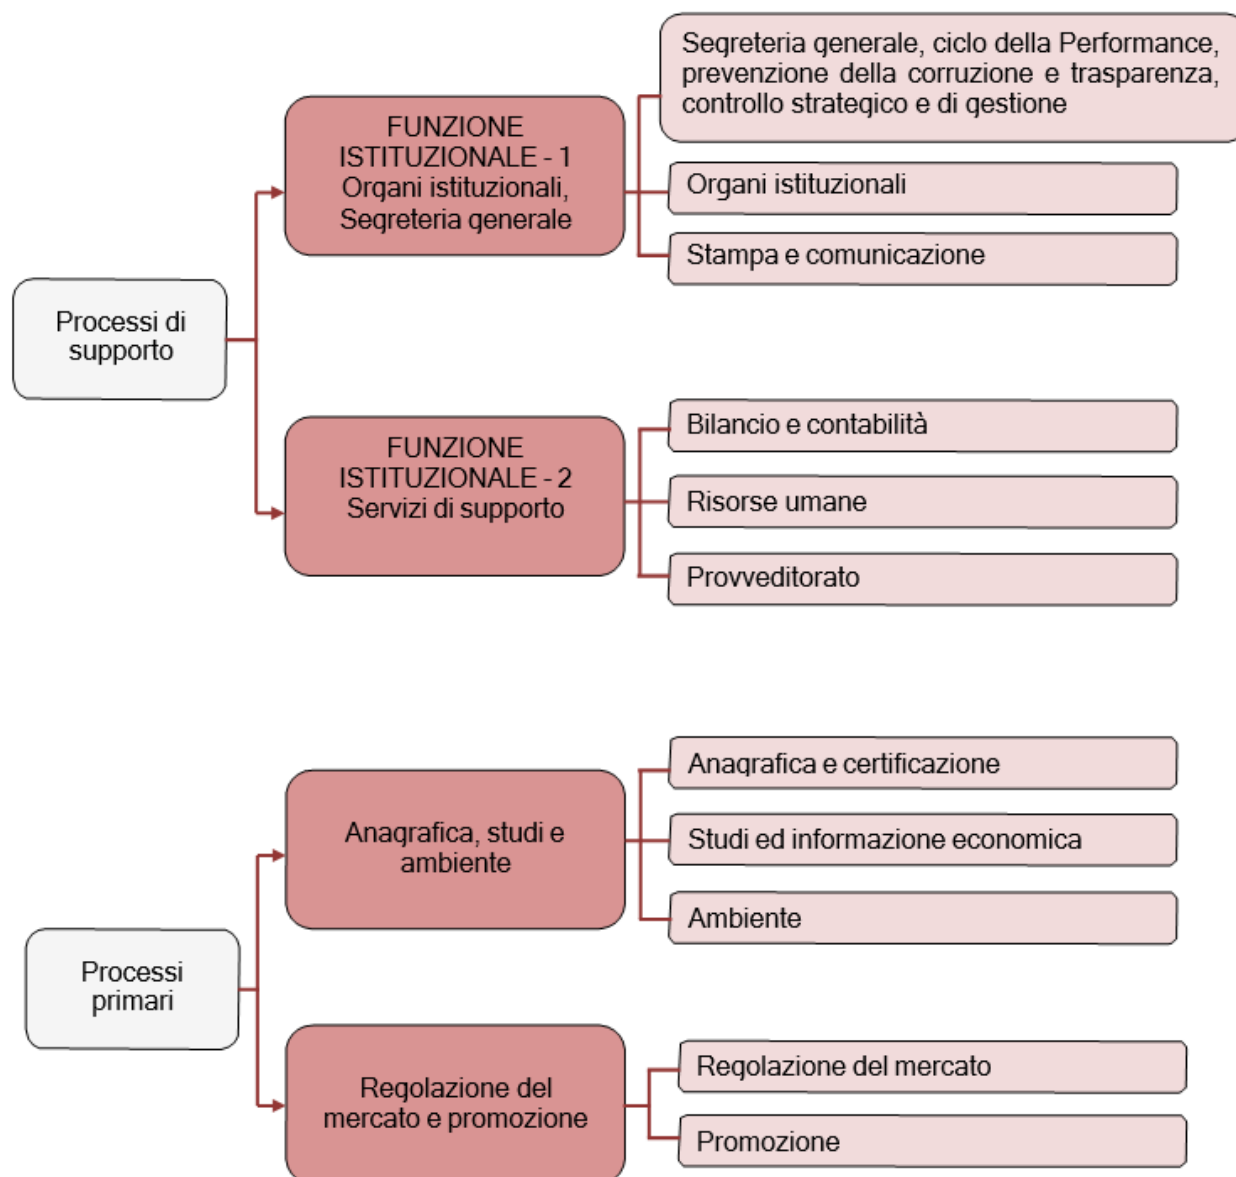 Processi di
supporto
FUNZIONE
ISTITUZIONALE - 1
Organi istituzionali,
Segreteria generale
Segreteria generale, ciclo della Performance,
prevenzione della corruzione e trasparenza,
controllo strategico e di gestione
Organi istituzionali
Stampa e comunicazione
FUNZIONE
ISTITUZIONALE - 2
Servizi di supporto
Bilancio e contabilità
Risorse umane
Provveditorato
Processi
primari
Anagrafica, studi e
ambiente
Anagrafica e certificazione
Studi ed informazione economica
Ambiente
Regolazione del
mercato e promozione
Regolazione del mercato
Promozione